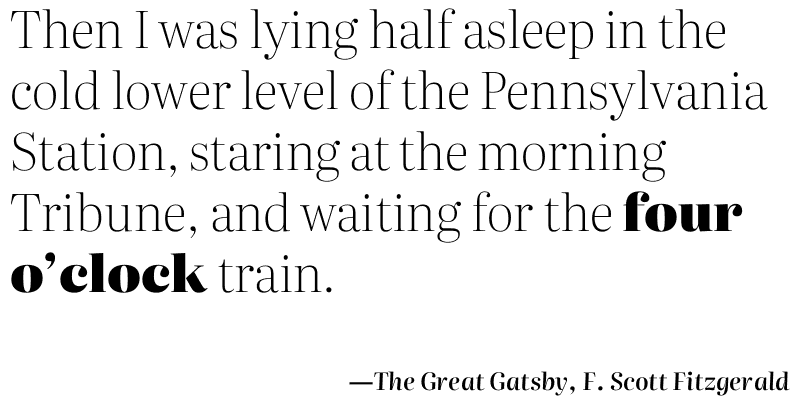 Then I was lying half asleep in the
cold lower level of the Pennsylvania
Station, staring at the morning
Tribune, and waiting for the four
o’clock train.
—The Great Gatsby, F. Scott Fitzgerald